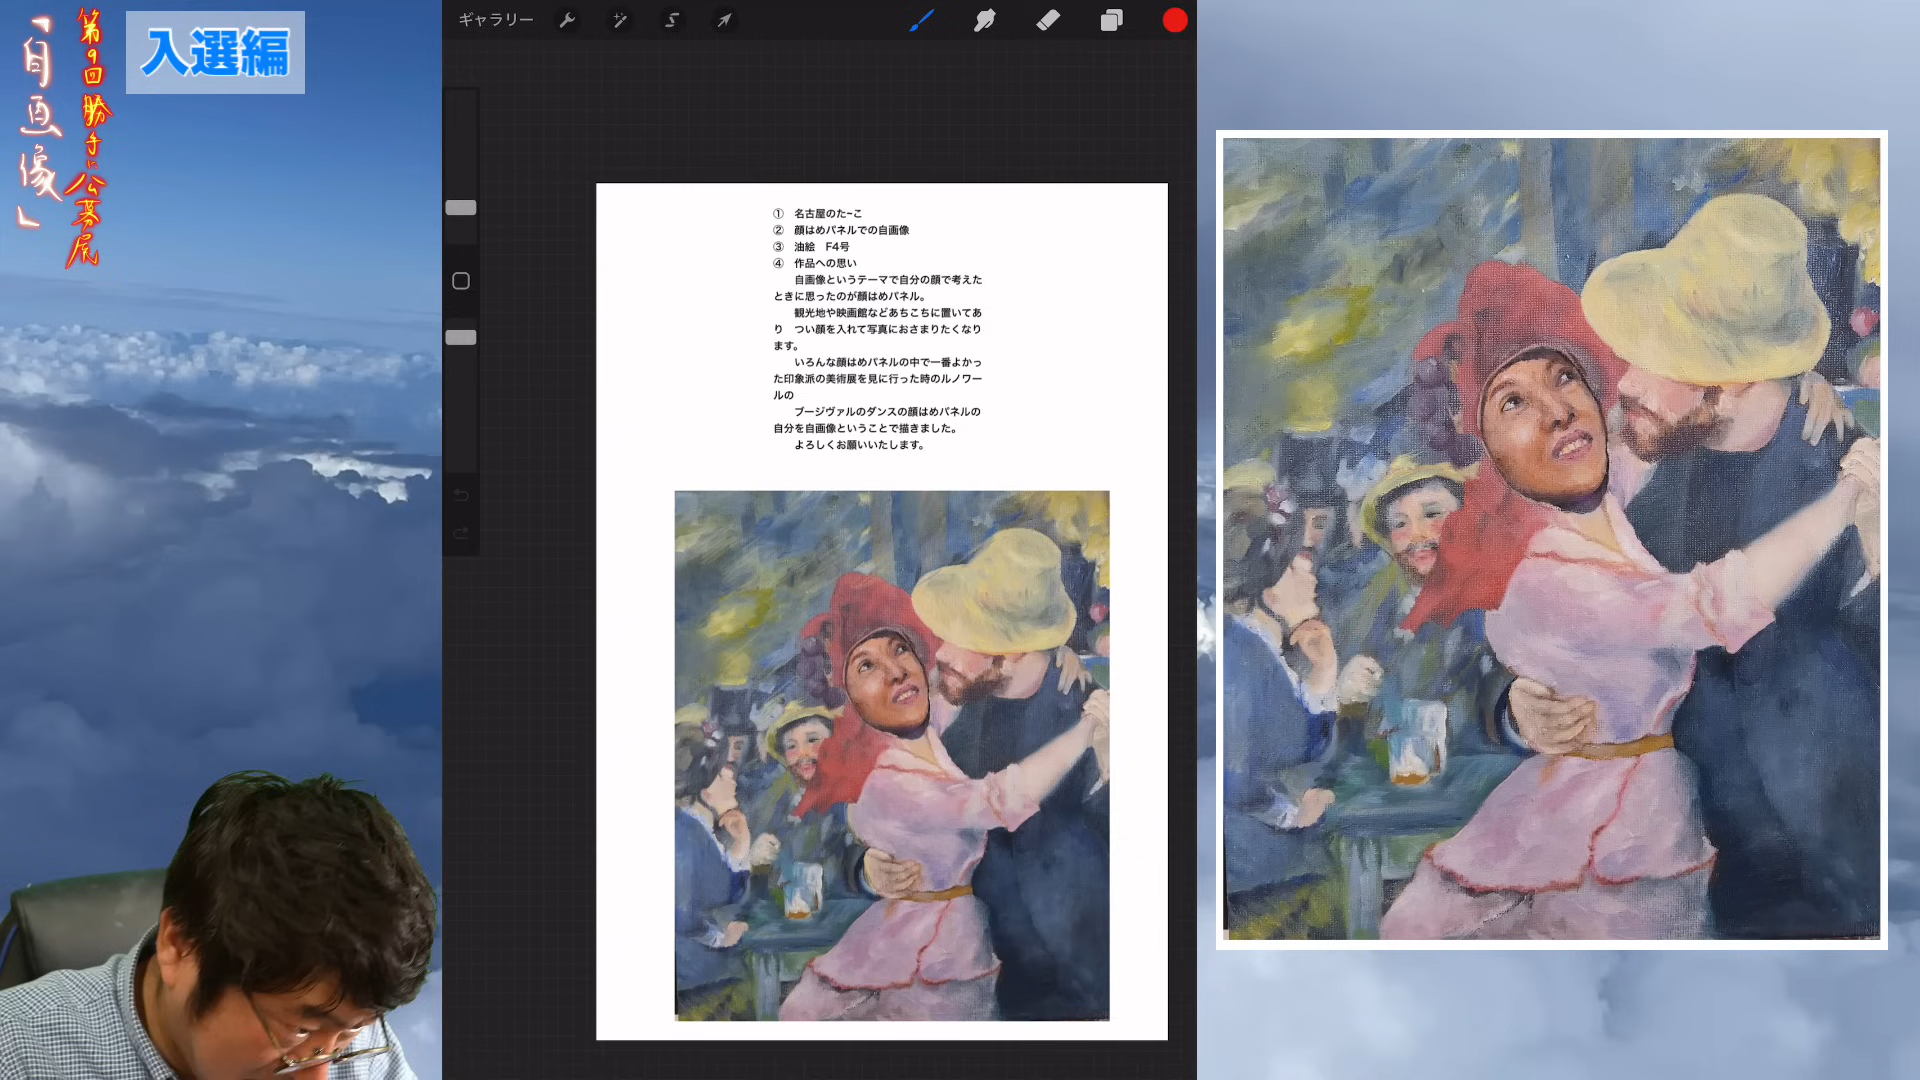 第9回勝手に公募展
「自画像」
入選編
ギャラリー
① 名古屋のた~こ
② 顔はめパネルでの自画像
③ 油絵 F4号
④ 作品への思い
自画像というテーマで自分の顔で考えた
ときに思ったのが顔はめパネル。
観光地や映画館などあちこちに置いてあ
り つい顔を入れて写真におさまりたくなり
ます。
いろんな顔はめパネルの中で一番よかっ
た印象派の美術展を見に行った時のルノワー
ルの
ブージヴァルのダンスの顔はめパネルの
自分を自画像ということで描きました。
よろしくお願いいたします。